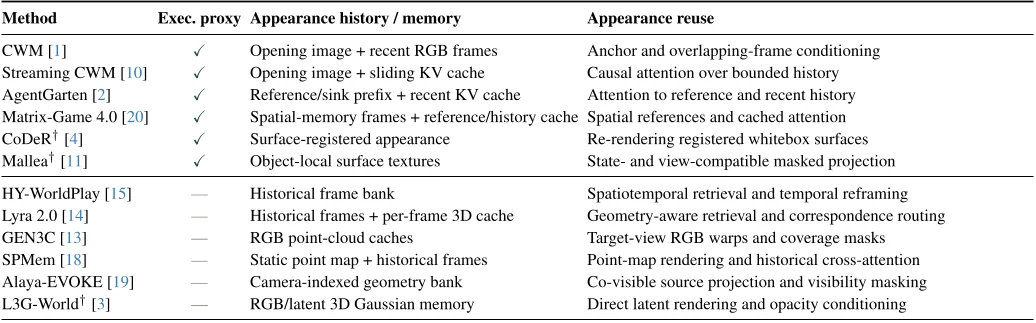 Method Exec. proxy Appearance history / memory Appearance reuse
CWM [1] ✓ Opening image + recent RGB frames Anchor and overlapping-frame conditioning
Streaming CWM [10] ✓ Opening image + sliding KV cache Causal attention over bounded history
AgentGarten [2] ✓ Reference/sink prefix + recent KV cache Attention to reference and recent history
Matrix-Game 4.0 [20] ✓ Spatial-memory frames + reference/history cache Spatial references and cached attention
CoDeR† [4] ✓ Surface-registered appearance Re-rendering registered whitebox surfaces
Mallea† [11] ✓ Object-local surface textures State- and view-compatible masked projection
HY-WorldPlay [15] — Historical frame bank Spatiotemporal retrieval and temporal reframing
Lyra 2.0 [14] — Historical frames + per-frame 3D cache Geometry-aware retrieval and correspondence routing
GEN3C [13] — RGB point-cloud caches Target-view RGB warps and coverage masks
SPMem [18] — Static point map + historical frames Point-map rendering and historical cross-attention
Alaya-EVOKE [19] — Camera-indexed geometry bank Co-visible source projection and visibility masking
L3G-World† [3] — RGB/latent 3D Gaussian memory Direct latent rendering and opacity conditioning